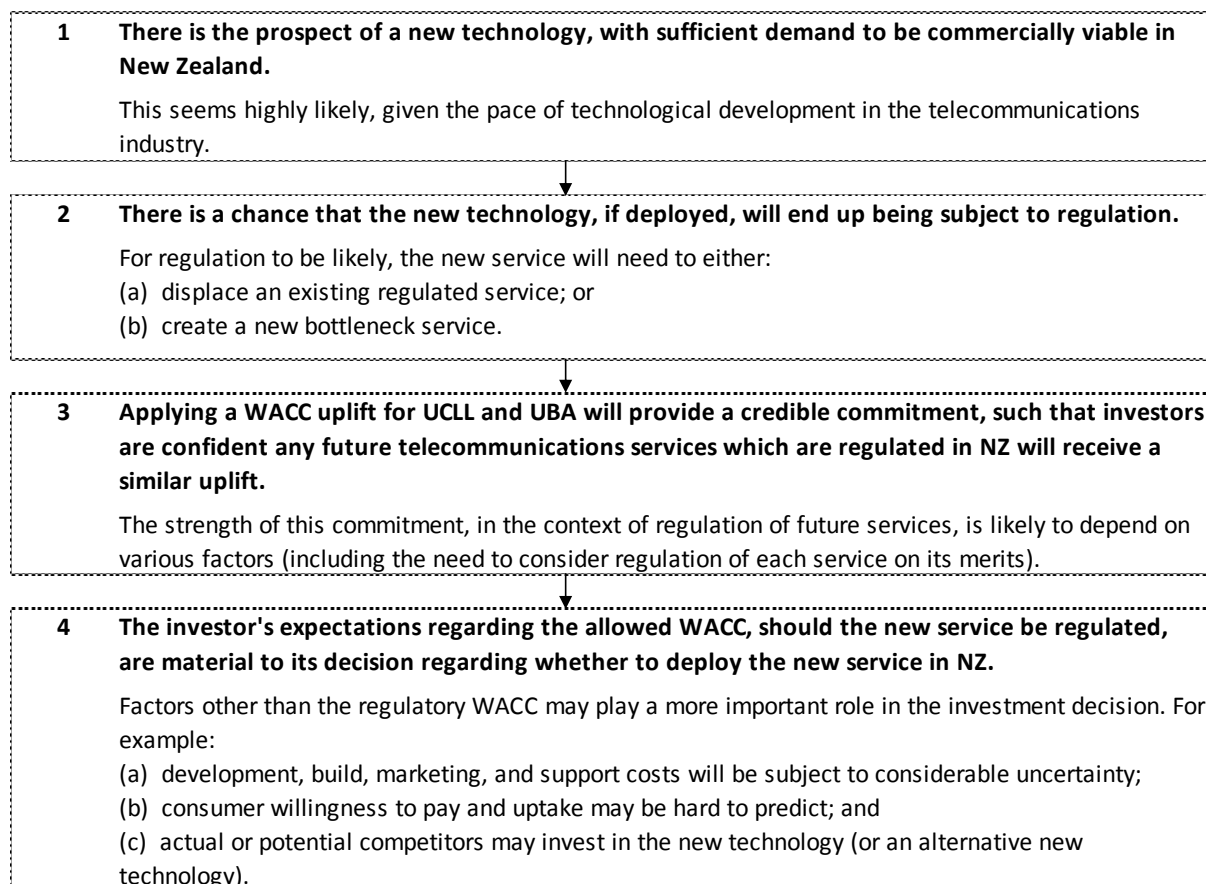 1 There is the prospect of a new technology, with sufficient demand to be commercially viable in
New Zealand.
This seems highly likely, given the pace of technological development in the telecommunications
industry.
2 There is a chance that the new technology, if deployed, will end up being subject to regulation.
For regulation to be likely, the new service will need to either:
(a) displace an existing regulated service; or
(b) create a new bottleneck service.
3 Applying a WACC uplift for UCLL and UBA will provide a credible commitment, such that investors
are confident any future telecommunications services which are regulated in NZ will receive a
similar uplift.
The strength of this commitment, in the context of regulation of future services, is likely to depend on
various factors (including the need to consider regulation of each service on its merits).
4 The investor's expectations regarding the allowed WACC, should the new service be regulated,
are material to its decision regarding whether to deploy the new service in NZ.
Factors other than the regulatory WACC may play a more important role in the investment decision. For
example:
(a) development, build, marketing, and support costs will be subject to considerable uncertainty;
(b) consumer willingness to pay and uptake may be hard to predict; and
(c) actual or potential competitors may invest in the new technology (or an alternative new
technology).